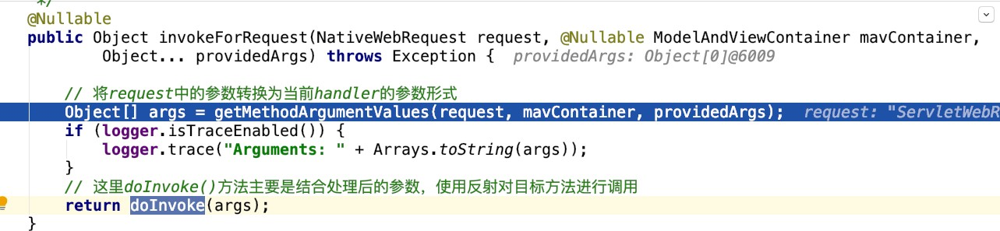 */
@Nullable
public Object invokeForRequest(NativeWebRequest request, @Nullable ModelAndViewContainer mavContainer,
Object... providedArgs) throws Exception {  providedArgs: Object[0]@6009
// 将request中的参数转换为当前handler的参数形式
Object[] args = getMethodArgumentValues(request, mavContainer, providedArgs);  request: "ServletWebR
if (logger.isTraceEnabled()) {
logger.trace("Arguments: " + Arrays.toString(args));
}
// 这里doInvoke()方法主要是结合处理后的参数，使用反射对目标方法进行调用
return doInvoke(args);
}